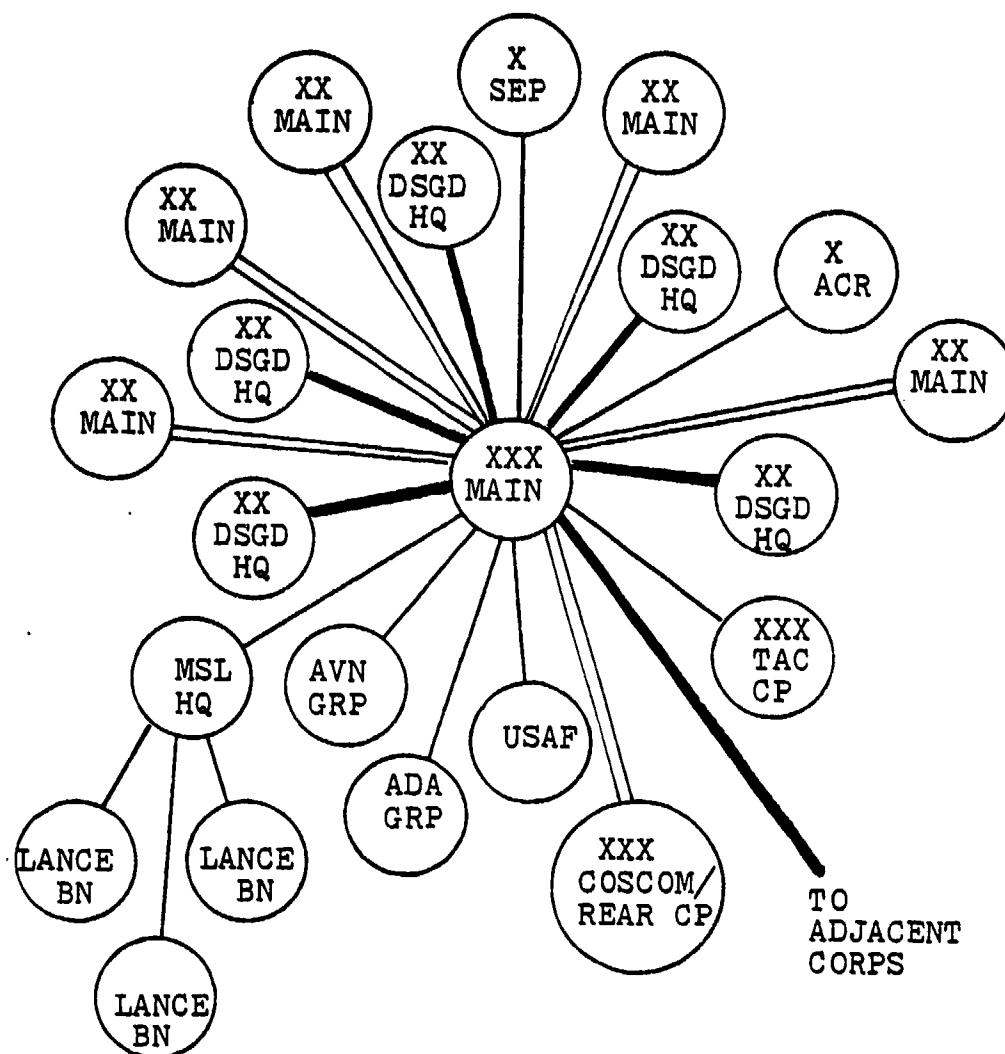 X
SEP
XX
MAIN
XX
MAIN
XX
DSGD
HQ
XX
MAIN
XX
DSGD
HQ
X
ACR
XX
DSGD
HQ
XX
MAIN
XX
MAIN
XXX
MAIN
XX
DSGD
HQ
XX
DSGD
HQ
XXX
TAC
CP
MSL
HQ
AVN
GRP
USAF
ADA
GRP
LANCE
BN
LANCE
BN
LANCE
BN
XXX
COSCOM/
REAR CP
TO
ADJACENT
CORPS